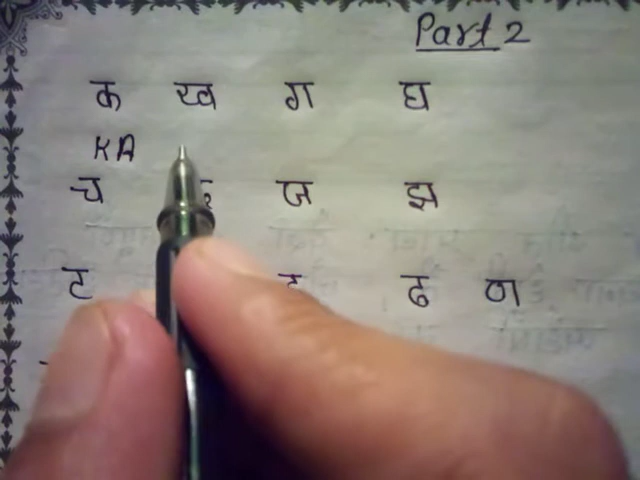 Part 2
क ख ग घ
KA
च ज झ
ट ढ ण